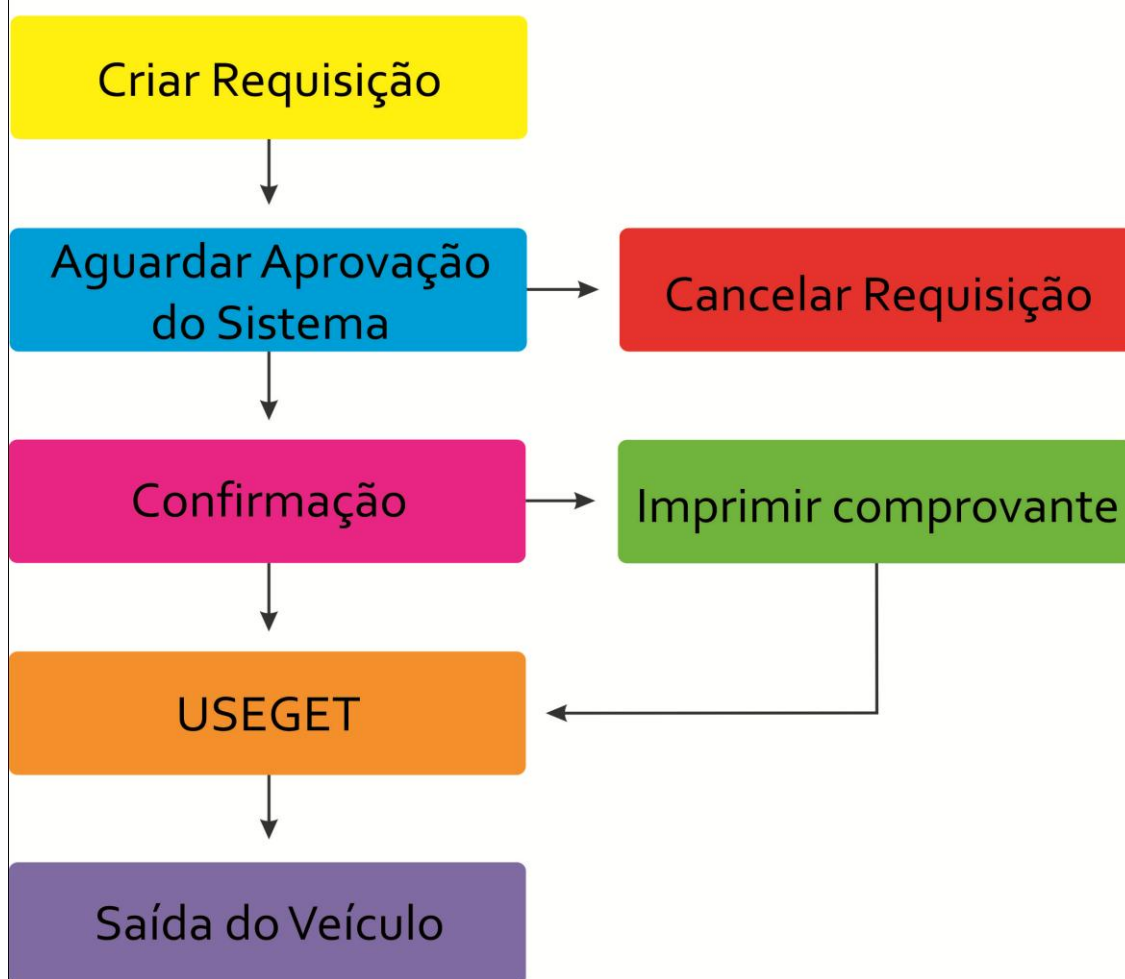 Criar Requisição
Aguardar Aprovação
do Sistema
Cancelar Requisição
Confirmação
Imprimir comprovante
USEGET
Saída do Veículo